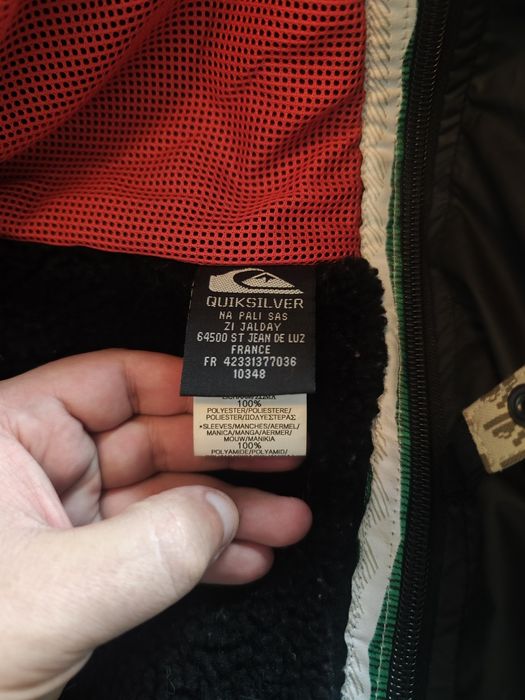 QUIKSILVER
NA PALI SAS
ZI JALDAY
64500 ST JEAN DE LUZ
FRANCE
FR 42331377036
10348
100%
POLYESTER/POLIESTERE/
POLIESTER/ΠΟΛΥΕΣΤΕΡΑΣ
*SLEEVES/MANCHES/AERMEL/
MANICA/MANGA/AERMER/
MOUW/MANIKIA
100%
POLYAMIDE/POLYAMID/